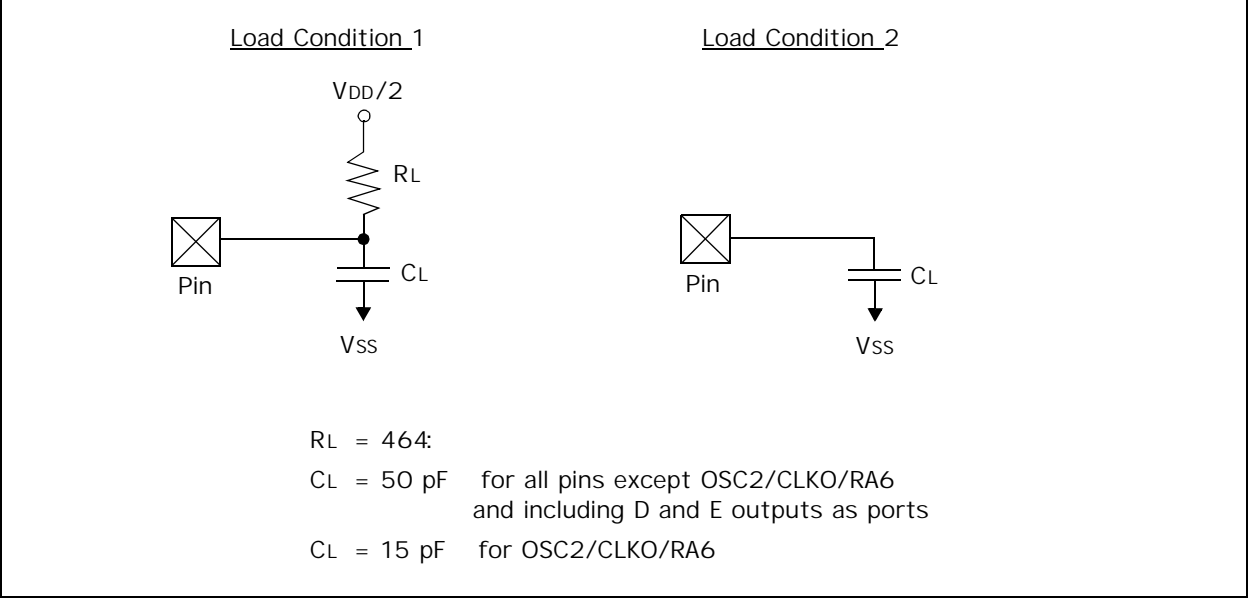 Load Condition 1
Load Condition 2
VDD/2
RL
CL
Pin
VSS
CL
Pin
VSS
RL = 464:
CL = 50 pF for all pins except OSC2/CLKO/RA6
and including D and E outputs as ports
CL = 15 pF for OSC2/CLKO/RA6